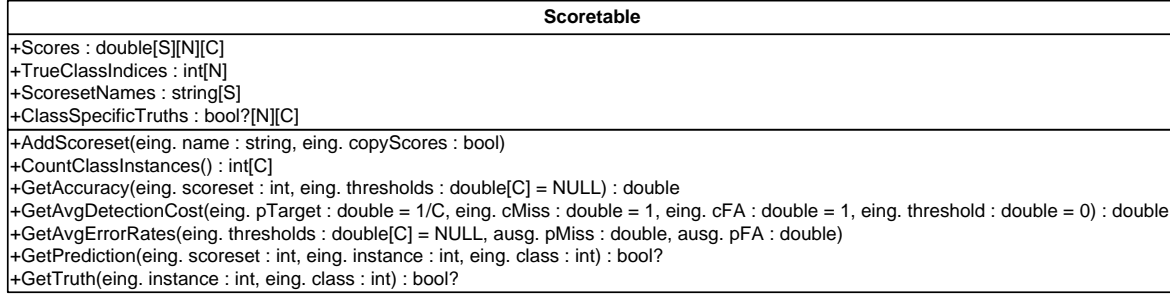 Scoretable
+Scores : double[S][N][C]
+TrueClassIndices : int[N]
+ScoresetNames : string[S]
+ClassSpecificTruths : bool?[N][C]
+AddScoreset(eing. name : string, eing. copyScores : bool)
+CountClassInstances() : int[C]
+GetAccuracy(eing. scoreset : int, eing. thresholds : double[C] = NULL) : double
+GetAvgDetectionCost(eing. pTarget : double = 1/C, eing. cMiss : double = 1, eing. cFA : double = 1, eing. threshold : double = 0) : double
+GetAvgErrorRates(eing. thresholds : double[C] = NULL, ausg. pMiss : double, ausg. pFA : double)
+GetPrediction(eing. scoreset : int, eing. instance : int, eing. class : int) : bool?
+GetTruth(eing. instance : int, eing. class : int) : bool?